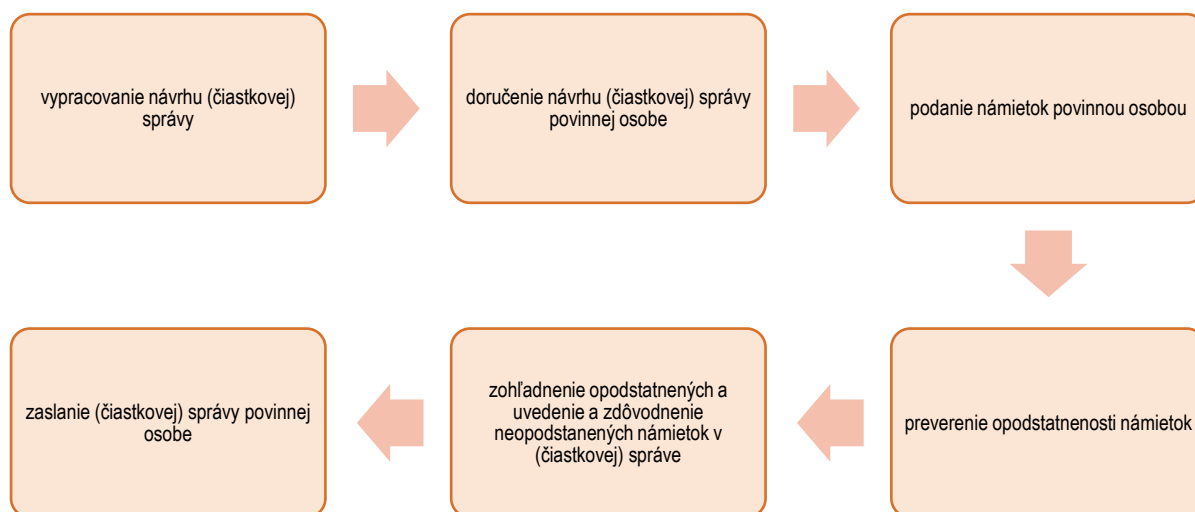 vypracovanie návrhu (čiastkovej)
správy
doručenie návrhu (čiastkovej) správy
povinnej osobe
podanie námietok povinnou osobou
preverenie opodstatnenosti námietok
zohľadnenie opodstatnených a
uvedenie a zdôvodnenie
neopodstanených námietok v
(čiastkovej) správe
zaslanie (čiastkovej) správy povinnej
osobe